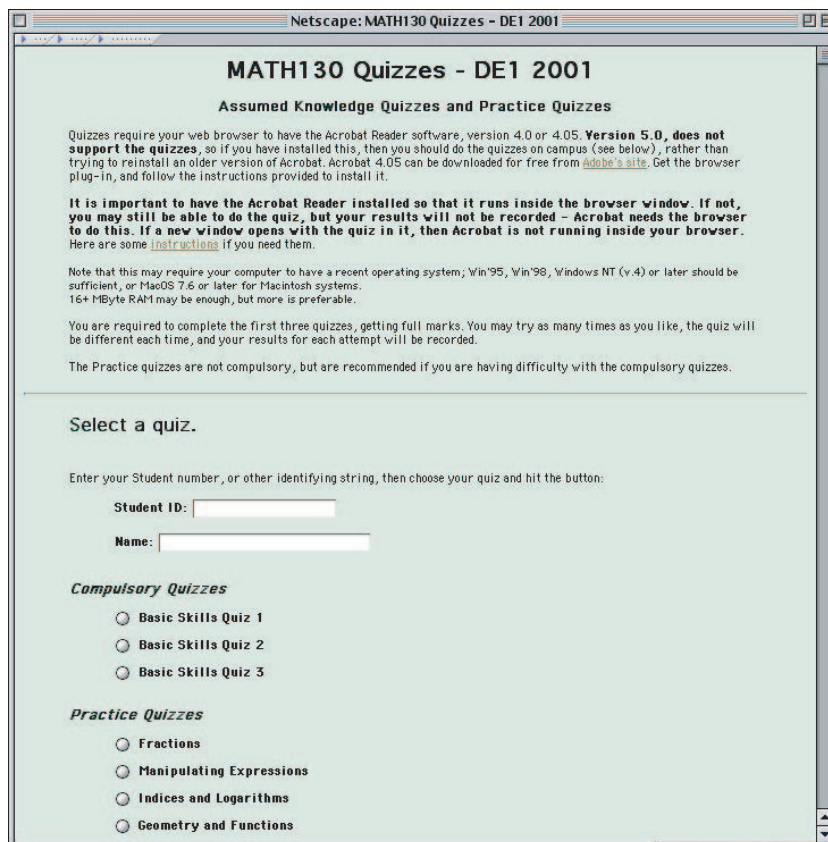 Netscape: MATH130 Quizzes - DE1 2001
MATH130 Quizzes - DE1 2001
Assumed Knowledge Quizzes and Practice Quizzes
Quizzes require your web browser to have the Acrobat Reader software, version 4.0 or 4.05. Version 5.0, does not
support the quizzes, so if you have installed this, then you should do the quizzes on campus (see below), rather than
trying to reinstall an older version of Acrobat. Acrobat 4.05 can be downloaded for free from Adobe's site. Get the browser
plug-in, and follow the instructions provided to install it.
It is important to have the Acrobat Reader installed so that it runs inside the browser window. If not,
you may still be able to do the quiz, but your results will not be recorded - Acrobat needs the browser
to do this. If a new window opens with the quiz in it, then Acrobat is not running inside your browser.
Here are some instructions if you need them.
Note that this may require your computer to have a recent operating system; Win'95, Win'98, Windows NT (v.4) or later should be
sufficient, or MacOS 7.6 or later for Macintosh systems.
16+ MByte RAM may be enough, but more is preferable.
You are required to complete the first three quizzes, getting full marks. You may try as many times as you like, the quiz will
be different each time, and your results for each attempt will be recorded.
The Practice quizzes are not compulsory, but are recommended if you are having difficulty with the compulsory quizzes.
Select a quiz.
Enter your Student number, or other identifying string, then choose your quiz and hit the button:
Student ID:
Name:
Compulsory Quizzes
Basic Skills Quiz 1
Basic Skills Quiz 2
Basic Skills Quiz 3
Practice Quizzes
Fractions
Manipulating Expressions
Indices and Logarithms
Geometry and Functions